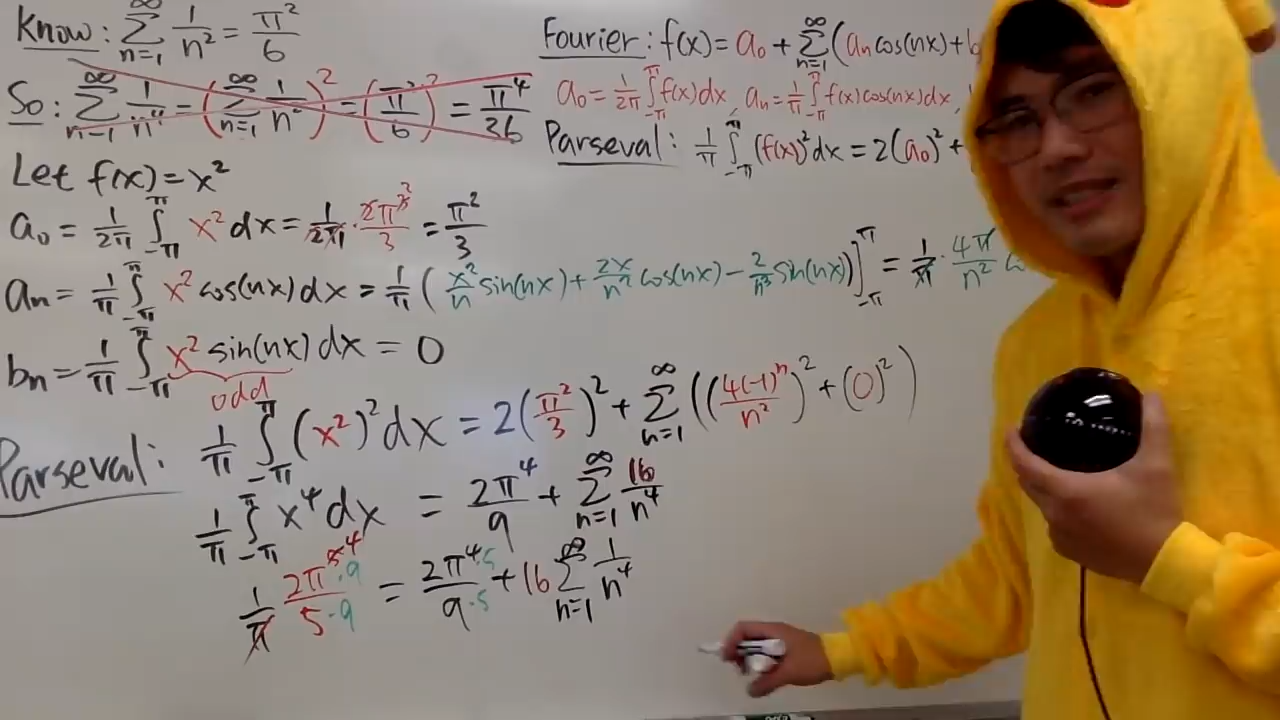 Know: ∞∑n=1 1/n² = π²/6
So: ∞∑n=1 1/n⁴ = (∞∑n=1 1/n²)² = (π²/6)² = π⁴/36
Let f(x) = x²
a₀ = 1/2π ∫_-π^π x² dx = 1/2π · 2π³/3 = π²/3
aₙ = 1/π ∫_-π^π x² cos(nx) dx = 1/π (x²/n sin(nx) + 2x/n² cos(nx) − 2/n³ sin(nx))]_-π^π = 1/π · 4π/n²
bₙ = 1/π ∫_-π^π x² sin(nx) dx = 0
odd
Parseval: 1/π ∫_-π^π (x²)² dx = 2(π²/3)² + ∞∑n=1 ((4(-1)ⁿ/n²)² + (0)²)
1/π ∫_-π^π x⁴ dx = 2π⁴/9 + ∞∑n=1 16/n⁴
1/π 2π⁵ ⁴·9/5·9 = 2π⁴·5/9·5 + 16 ∞∑n=1 1/n⁴
Fourier: f(x) = a₀ + ∞∑n=1 (aₙ cos(nx) +
a₀ = 1/2π ∫_-π^π f(x) dx, aₙ = 1/π ∫_-π^π f(x) cos(nx) dx,
Parseval: 1/π ∫_-π^π (f(x))² dx = 2(a₀)² +